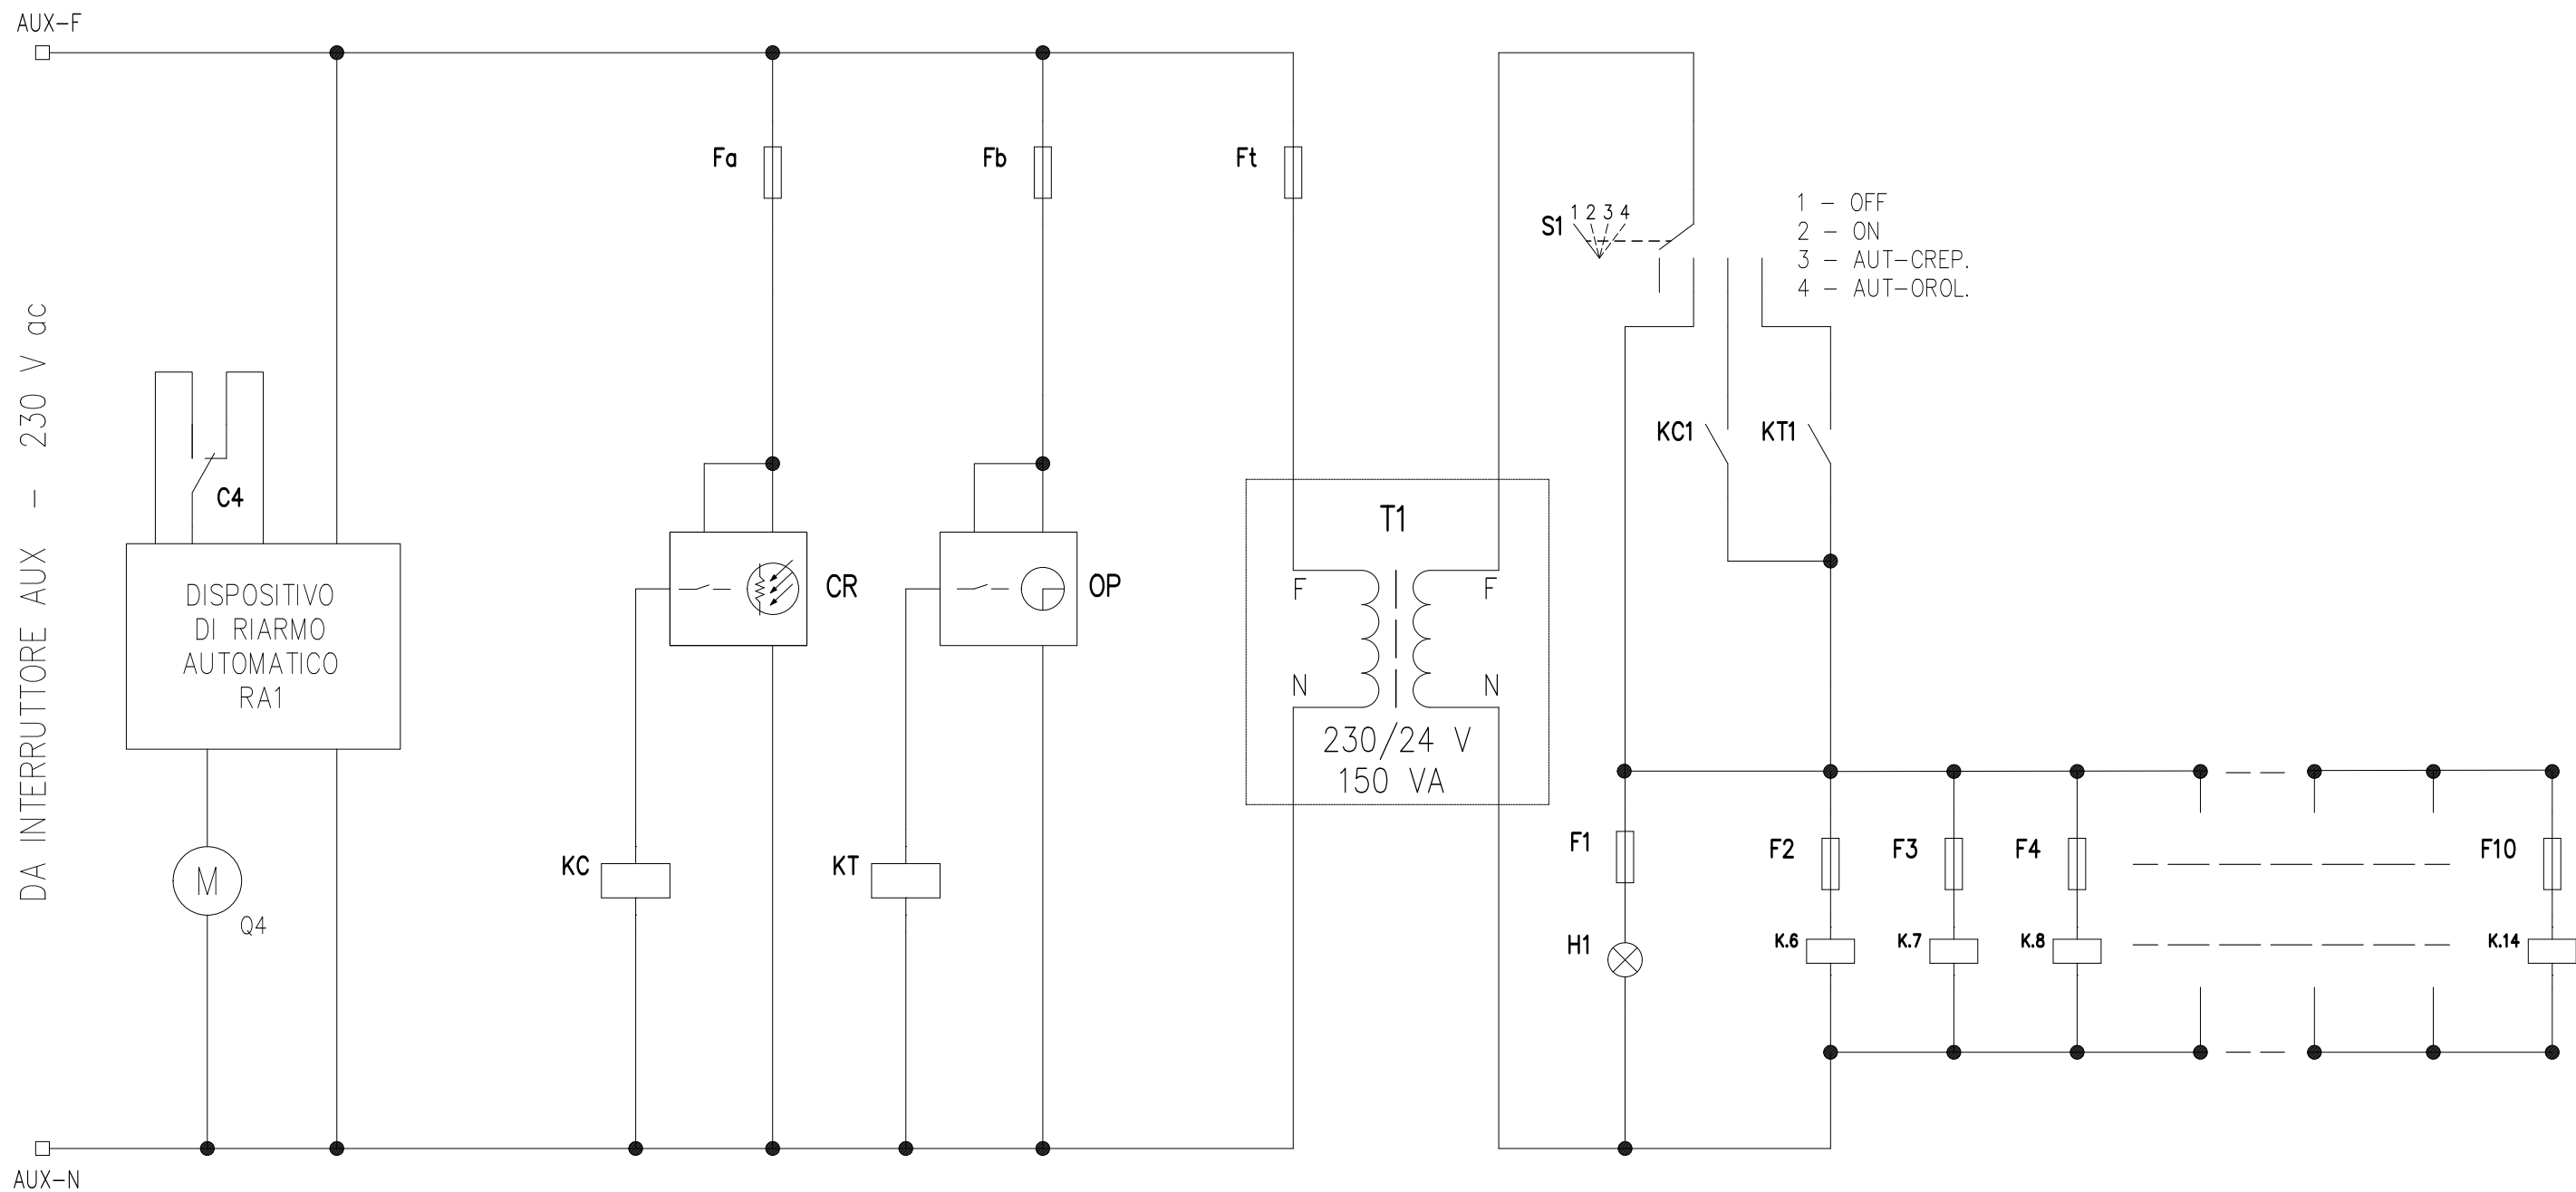 AUX-F
Fa
Fb
Ft
S1
1 2 3 4
1 - OFF
2 - ON
3 - AUT-CREP.
4 - AUT-OROL.
DA INTERRUTTORE AUX - 230 V ac
C4
KC1
KT1
DISPOSITIVO
DI RIARMO
AUTOMATICO
RA1
CR
OP
T1
F
F
N
N
230/24 V
150 VA
M
Q4
KC
KT
F1
F2
F3
F4
F10
H1
K.6
K.7
K.8
K.14
AUX-N